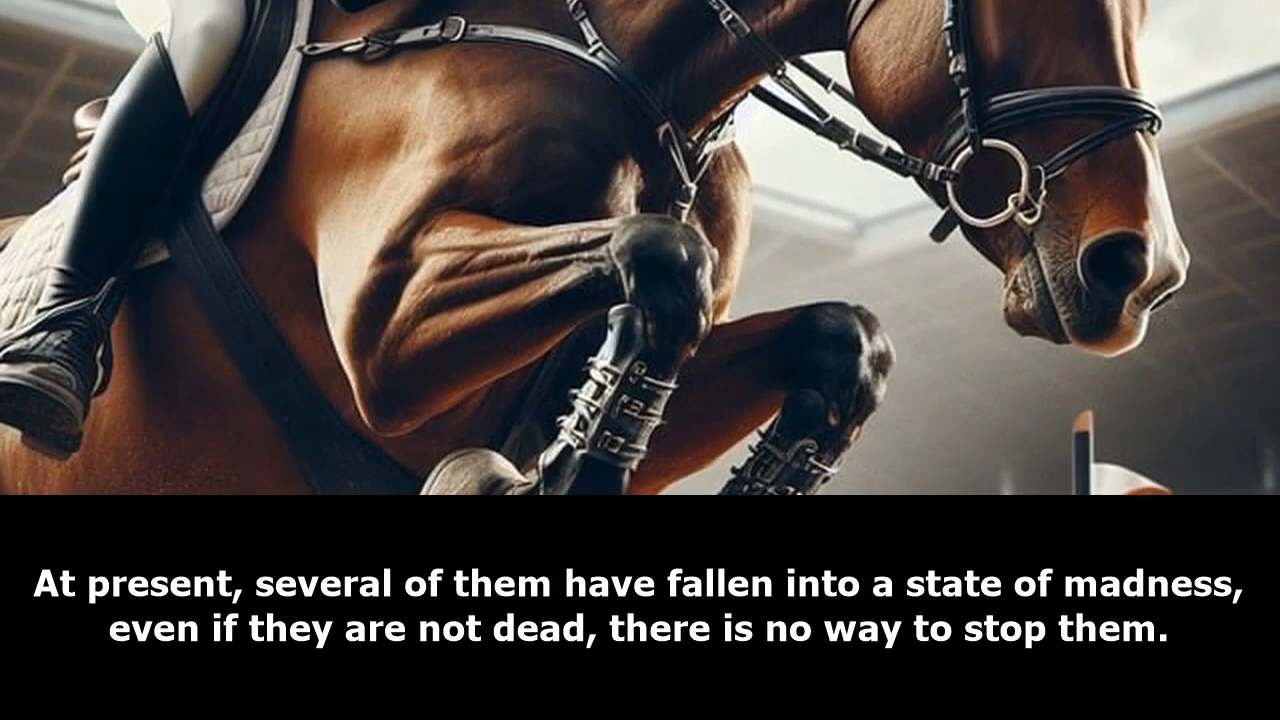 At present, several of them have fallen into a state of madness,
even if they are not dead, there is no way to stop them.